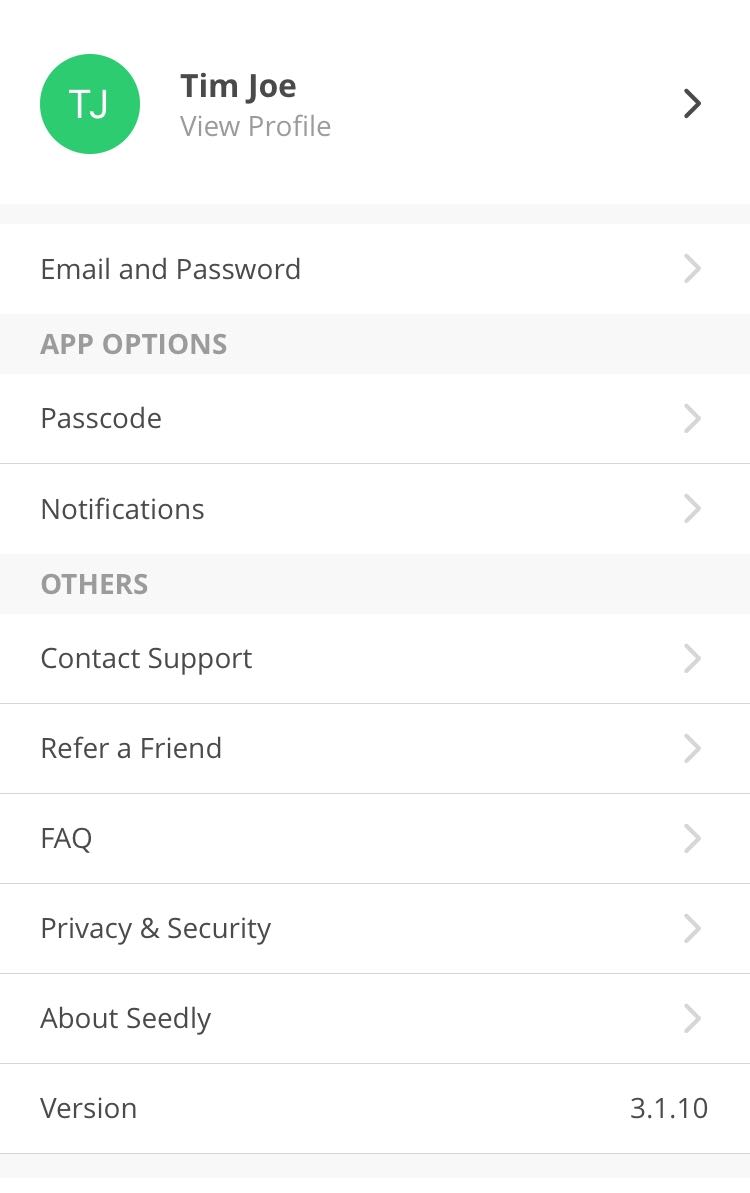 TJ
Tim Joe
View Profile
Email and Password
APP OPTIONS
Passcode
Notifications
OTHERS
Contact Support
Refer a Friend
FAQ
Privacy & Security
About Seedly
Version 3.1.10